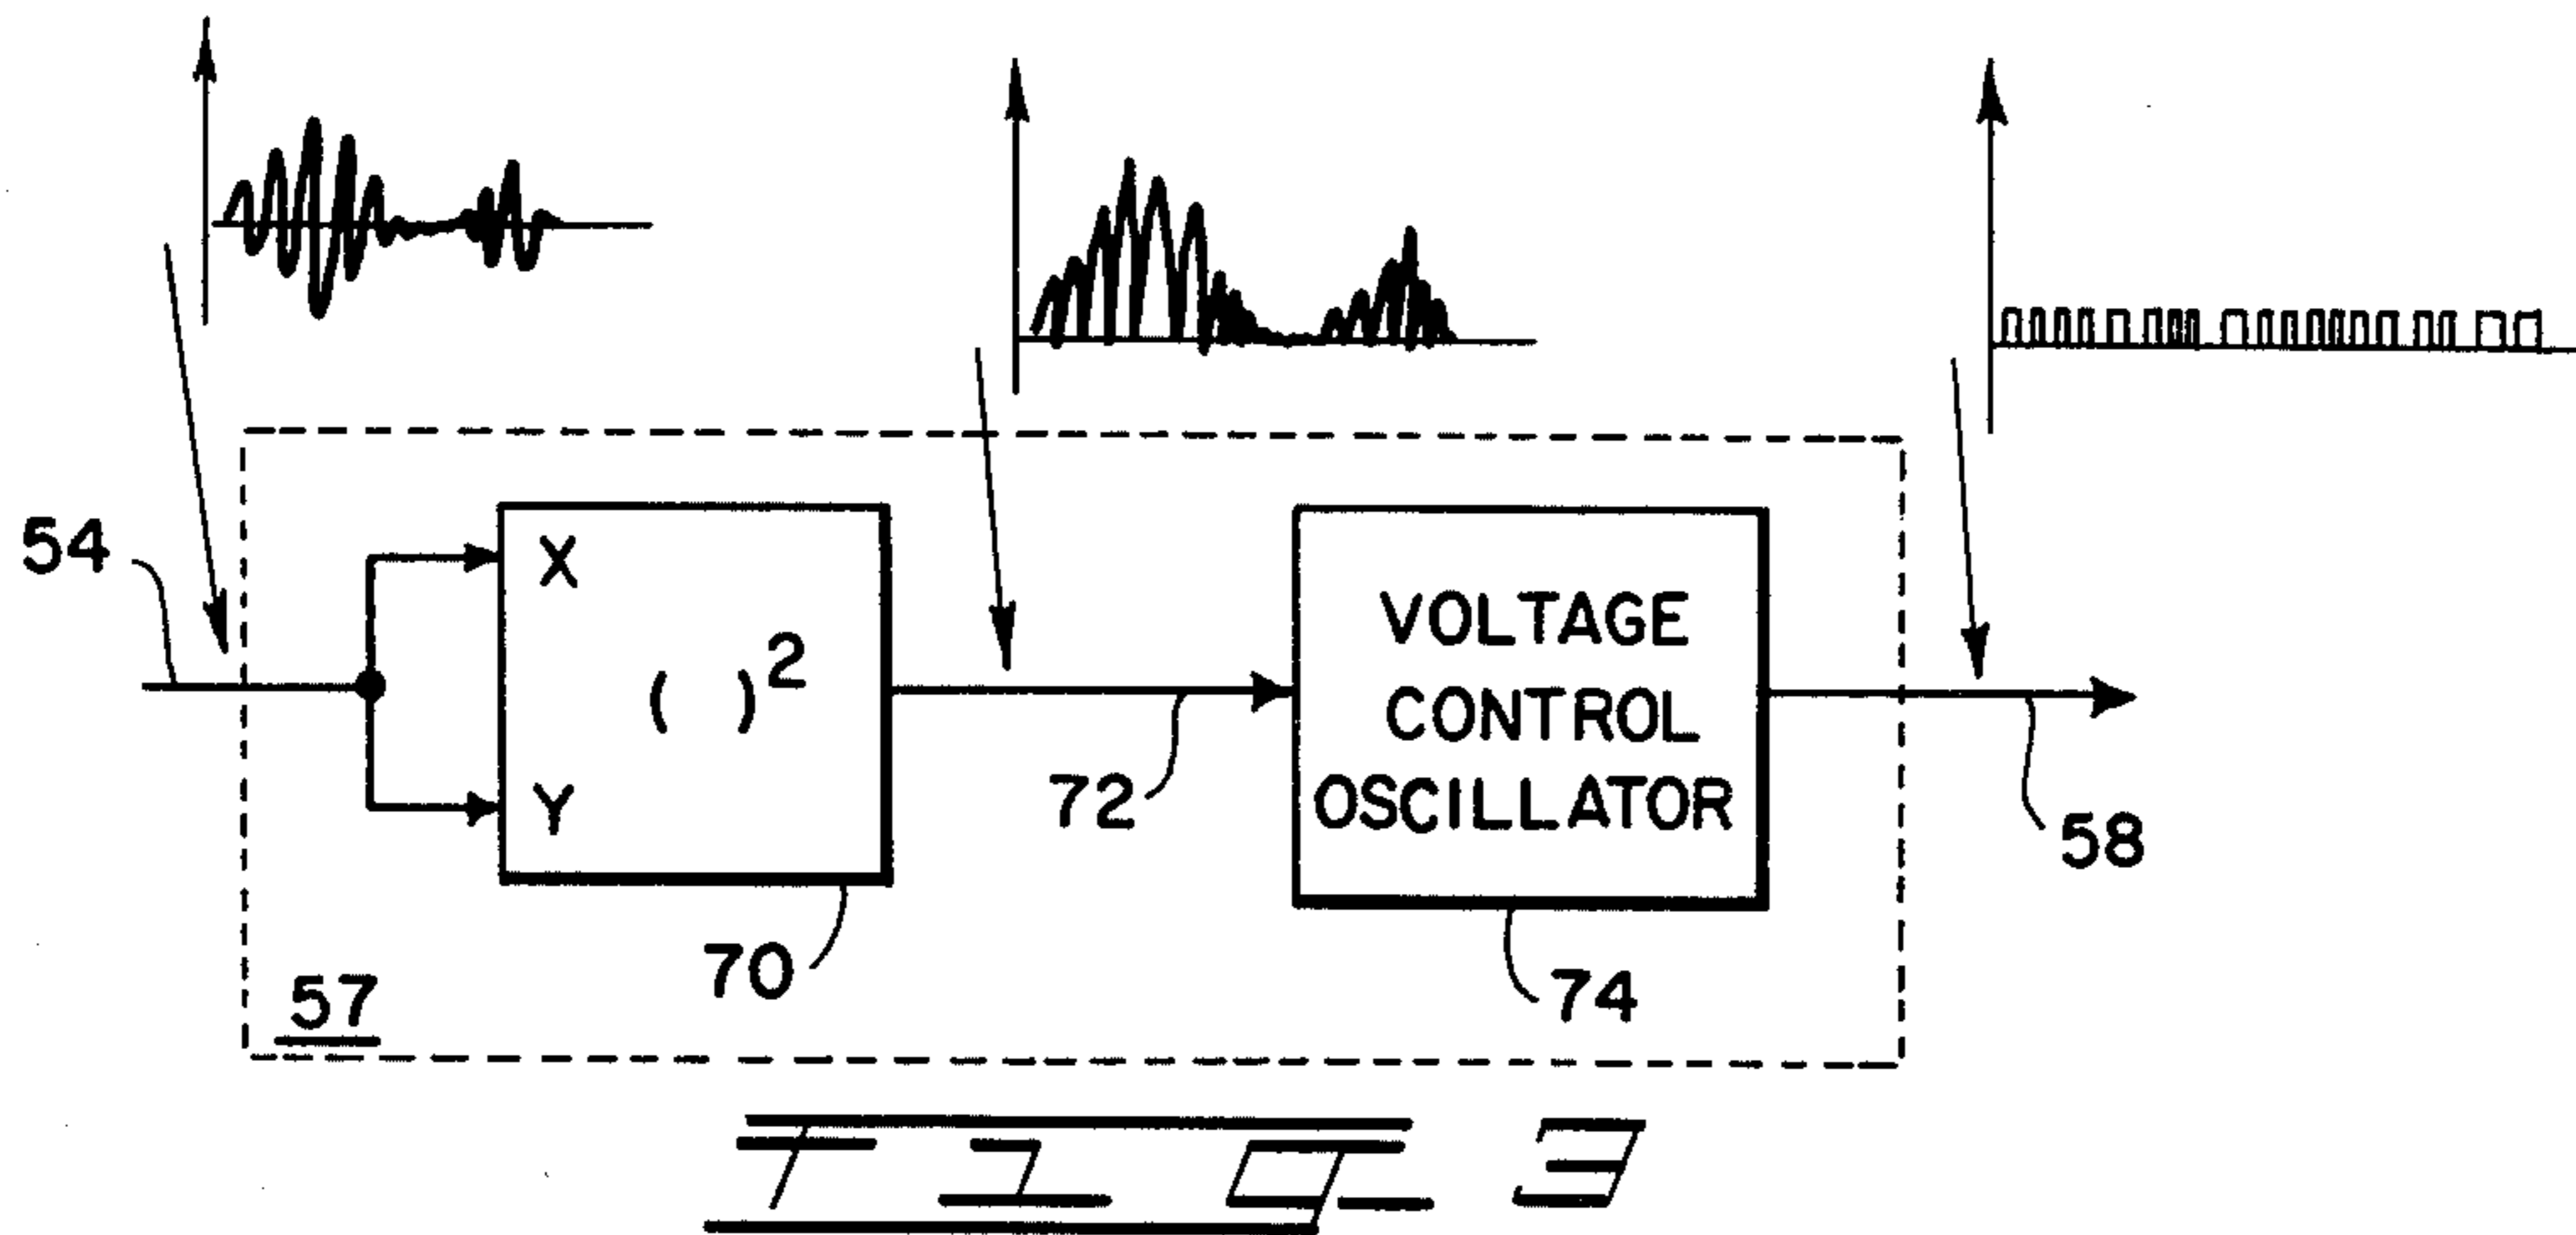 54
X
( )²
Y
72
VOLTAGE
CONTROL
OSCILLATOR
58
70
74
57
Fig. 3